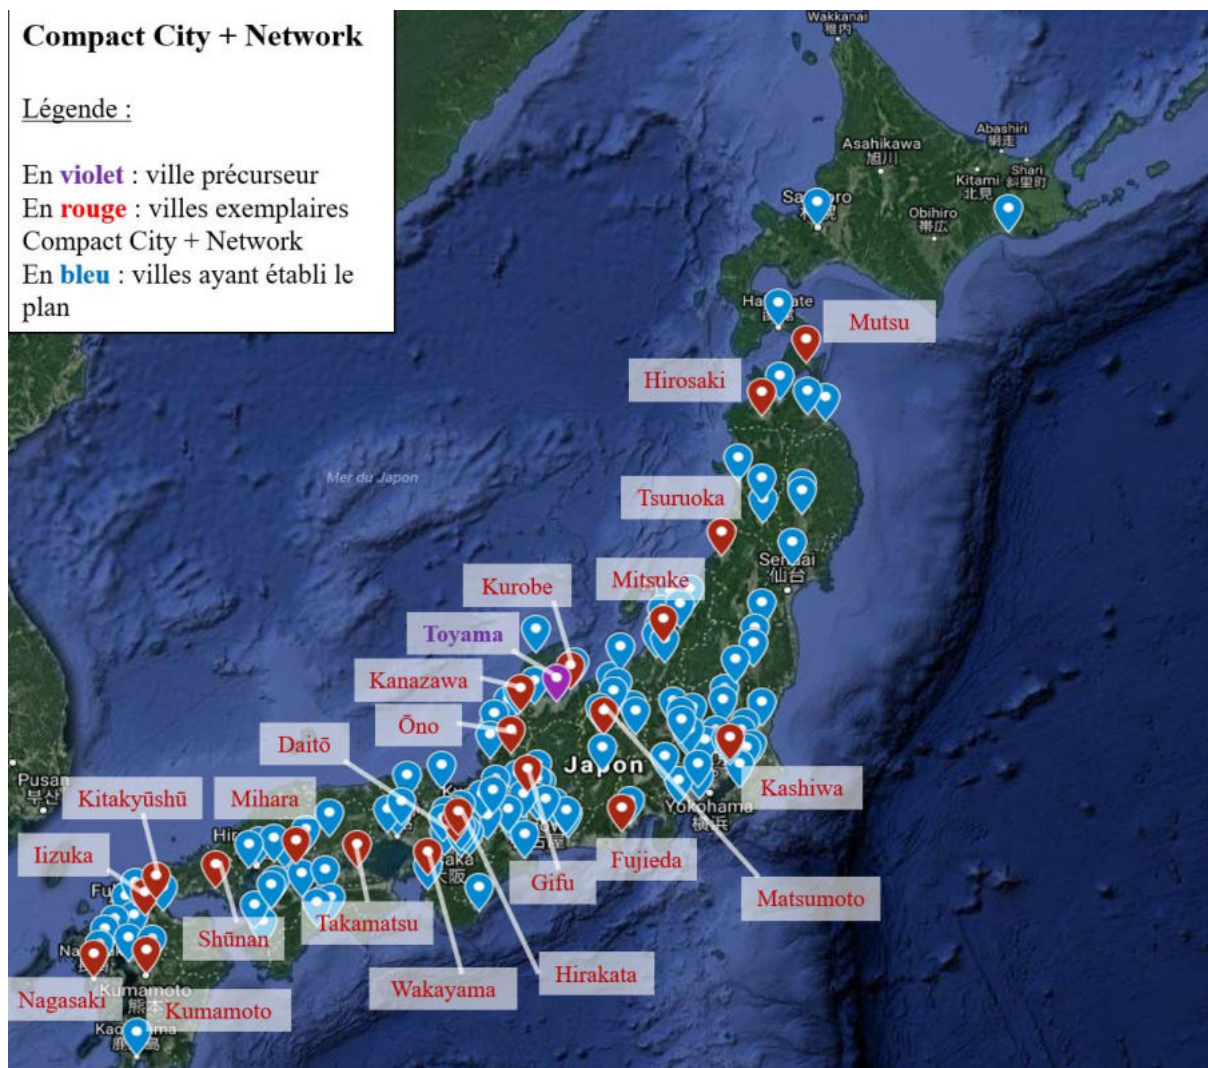 Compact City + Network
Légende :
En violet : ville précurseur
En rouge : villes exemplaires
Compact City + Network
En bleu : villes ayant établi le
plan
Wakkanai
稚内
Abashiri
網走
Asahikawa
旭川
Shari
斜里町
Kitami
北見
Obihiro
帯広
Mutsu
Hirosaki
Mer du Japon
Tsuruoka
仙台
Mitsuke
Kurobe
Toyama
Kanazawa
Ōno
Daitō
Japon
Pusan
부산
Kitakyūshū
Mihara
Kashiwa
Yokohama
横浜
Iizuka
Fujieda
大阪
Gifu
Matsumoto
Takamatsu
Shūnan
Hirakata
Wakayama
Nagasaki
Kumamoto
熊本
Kumamoto